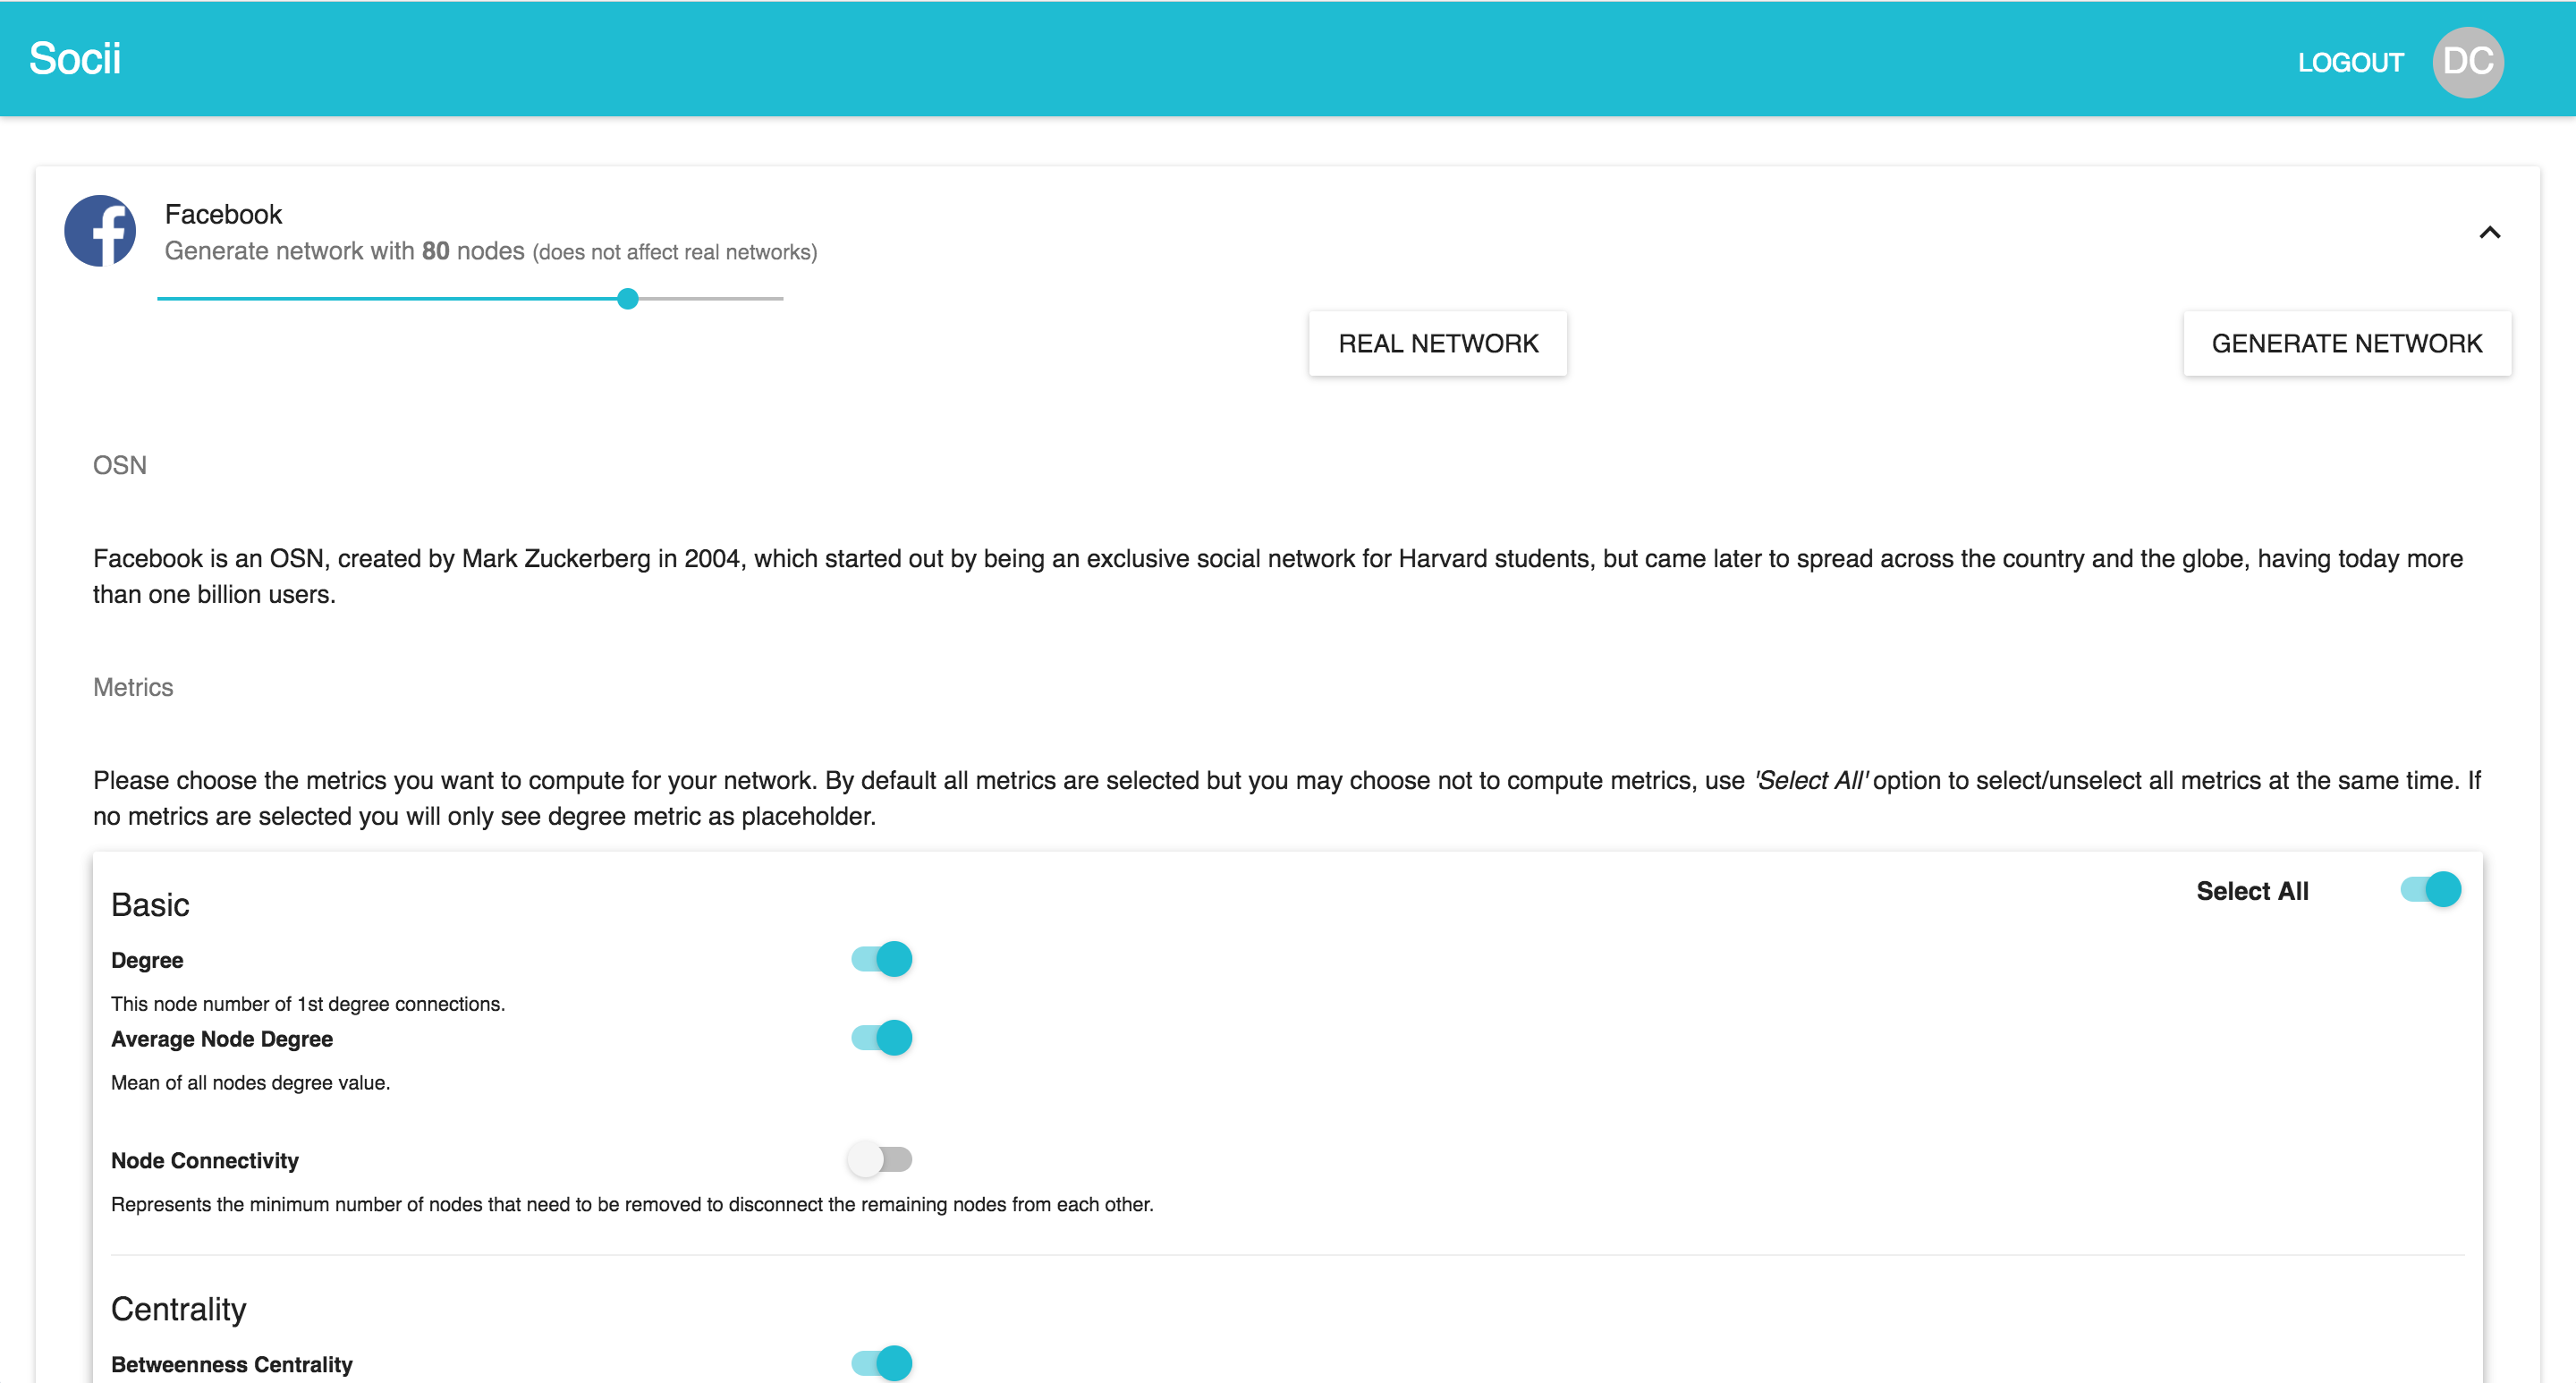 Socii
LOGOUT
DC
Facebook
Generate network with 80 nodes (does not affect real networks)
REAL NETWORK
GENERATE NETWORK
OSN
Facebook is an OSN, created by Mark Zuckerberg in 2004, which started out by being an exclusive social network for Harvard students, but came later to spread across the country and the globe, having today more
than one billion users.
Metrics
Please choose the metrics you want to compute for your network. By default all metrics are selected but you may choose not to compute metrics, use 'Select All' option to select/unselect all metrics at the same time. If
no metrics are selected you will only see degree metric as placeholder.
Basic
Select All
Degree
This node number of 1st degree connections.
Average Node Degree
Mean of all nodes degree value.
Node Connectivity
Represents the minimum number of nodes that need to be removed to disconnect the remaining nodes from each other.
Centrality
Betweenness Centrality